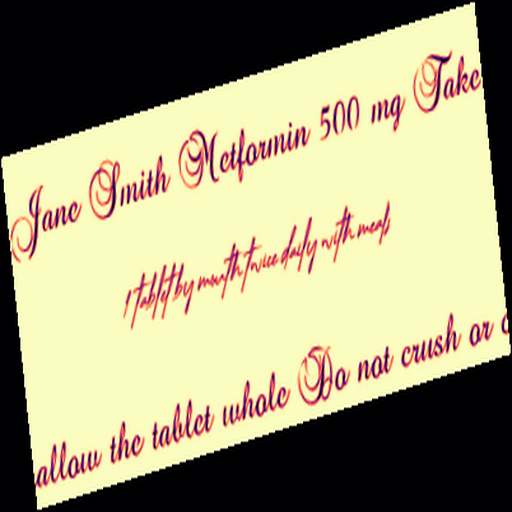 Jane Smith Metformin 500 mg Take
1 tablet by mouth twice daily with meals
allow the tablet whole Do not crush or